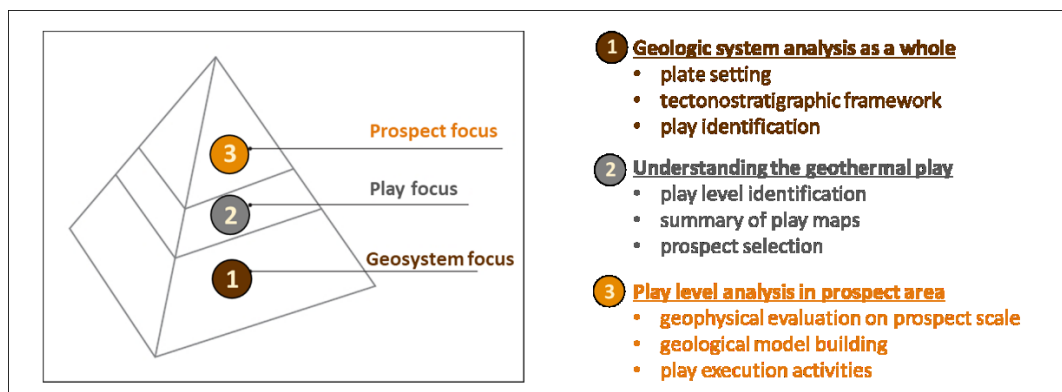 Prospect focus
3
Play focus
2
Geosystem focus
1
1 Geologic system analysis as a whole
• plate setting
• tectonostratigraphic framework
• play identification
2 Understanding the geothermal play
• play level identification
• summary of play maps
• prospect selection
3 Play level analysis in prospect area
• geophysical evaluation on prospect scale
• geological model building
• play execution activities